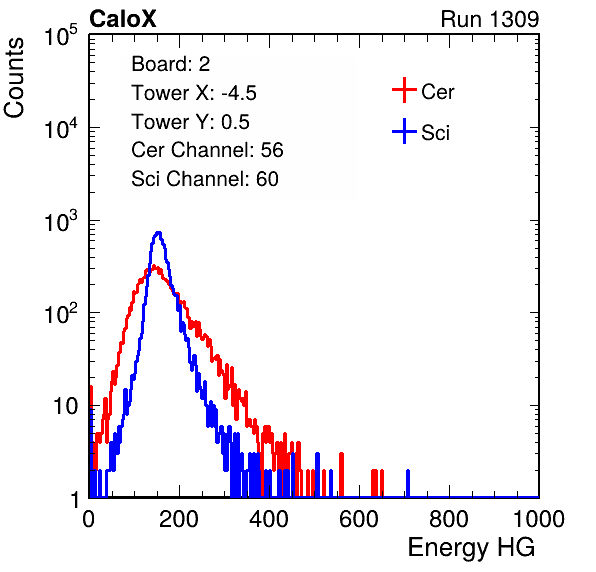 CaloX Run 1309
Counts
10^5
10^4
10^3
10^2
10
1
Board: 2
Tower X: -4.5
Tower Y: 0.5
Cer Channel: 56
Sci Channel: 60
Cer
Sci
0 200 400 600 800 1000
Energy HG